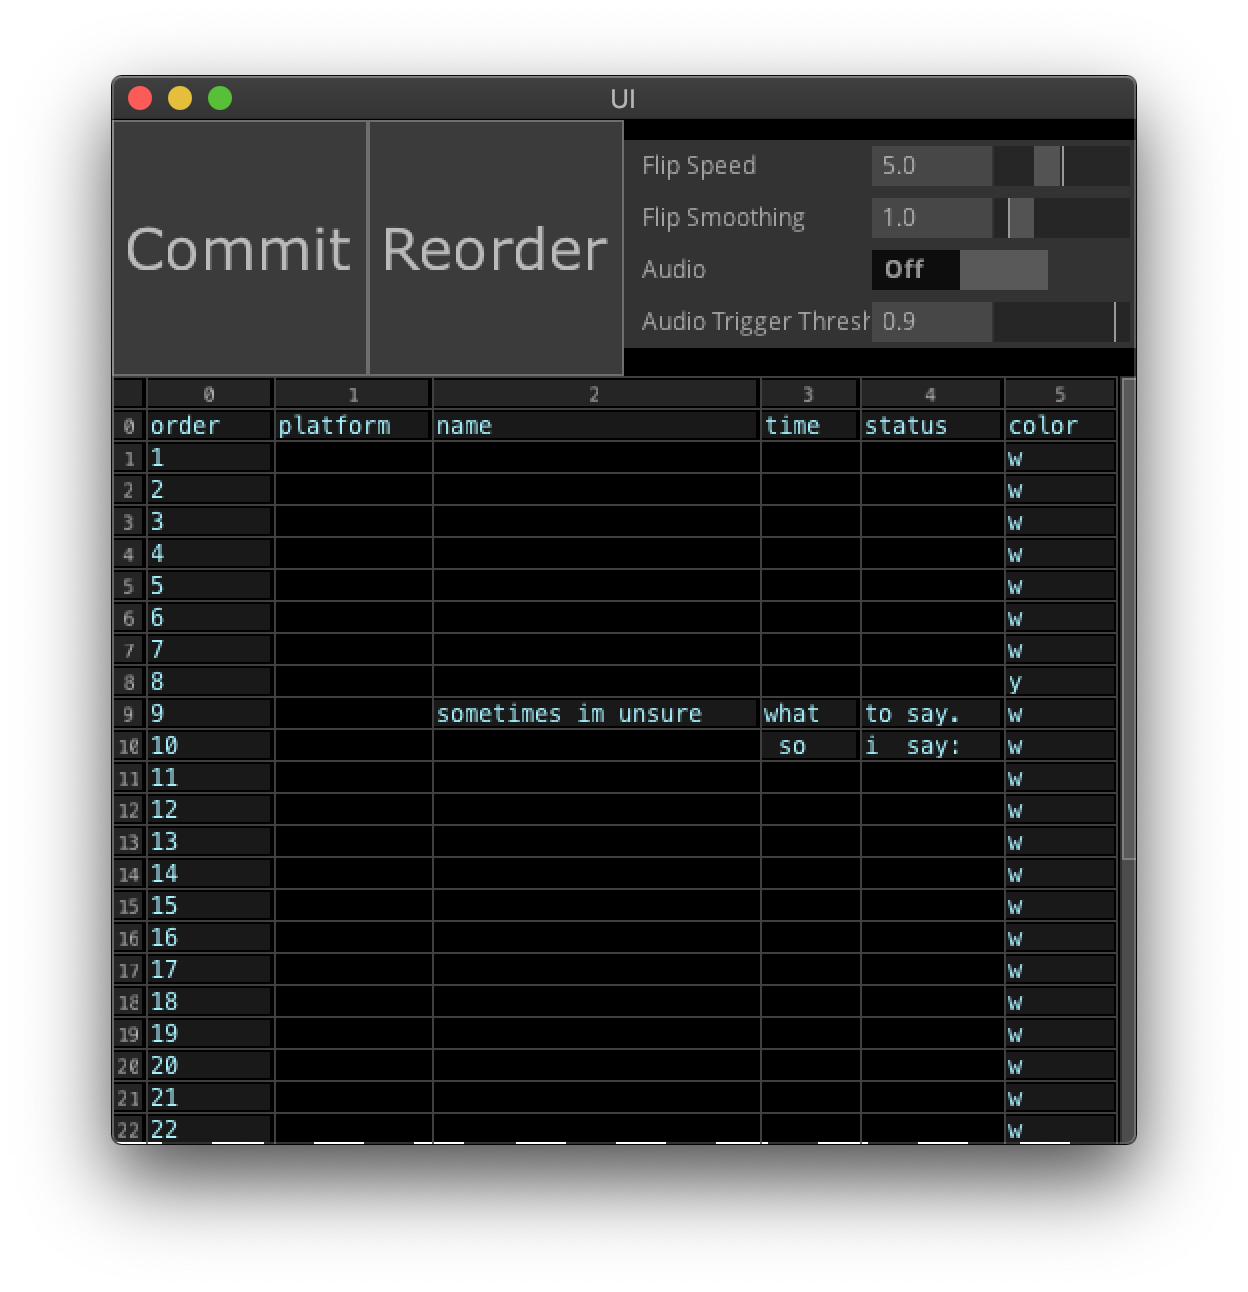 UI
Commit Reorder
Flip Speed 5.0
Flip Smoothing 1.0
Audio Off
Audio Trigger Thresh 0.9
0 1 2 3 4 5
0 order platform name time status color
1 1 w
2 2 w
3 3 w
4 4 w
5 5 w
6 6 w
7 7 w
8 8 y
9 9 sometimes im unsure what to say. w
10 10 so i say: w
11 11 w
12 12 w
13 13 w
14 14 w
15 15 w
16 16 w
17 17 w
18 18 w
19 19 w
20 20 w
21 21 w
22 22 w